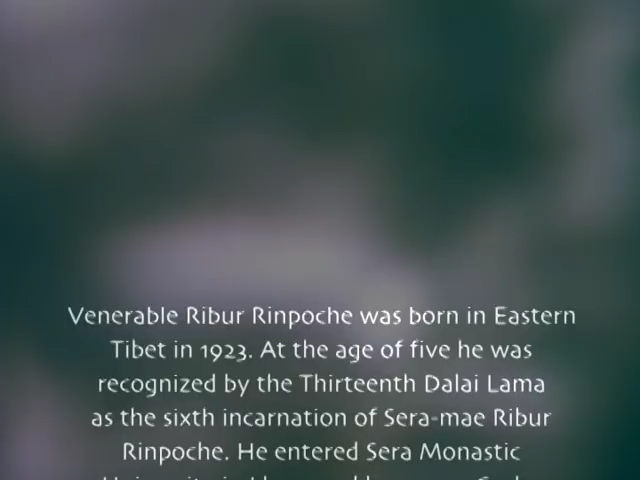 Venerable Ribur Rinpoche was born in Eastern
Tibet in 1923. At the age of five he was
recognized by the Thirteenth Dalai Lama
as the sixth incarnation of Sera-mae Ribur
Rinpoche. He entered Sera Monastic